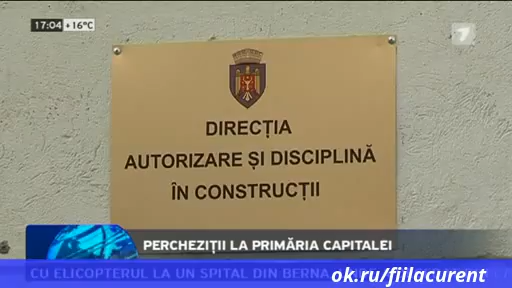 17:04 +16°C
7
DIRECȚIA
AUTORIZARE ȘI DISCIPLINĂ
ÎN CONSTRUCȚII
PERCHEZIȚII LA PRIMĂRIA CAPITALEI
CU ELICOPTERUL LA UN SPITAL DIN
ok.ru/fiilacurent